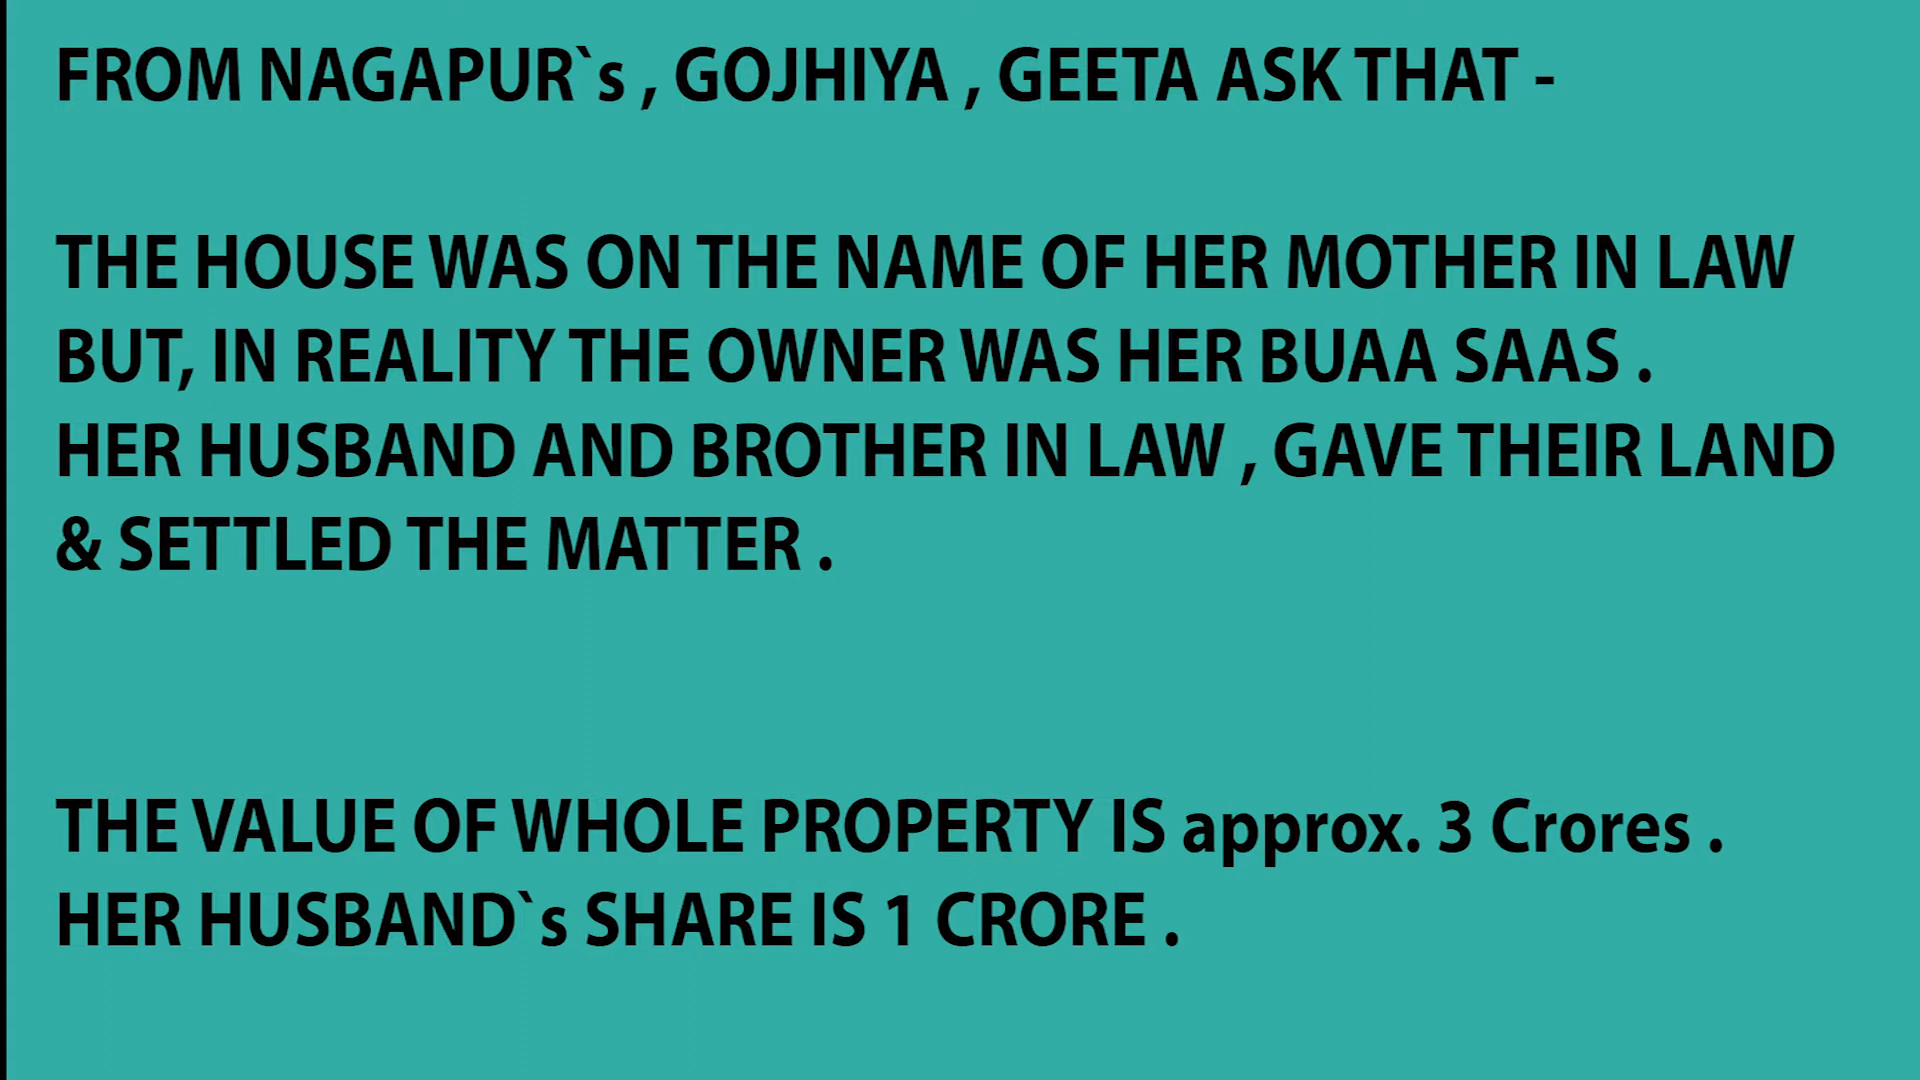 FROM NAGAPUR`s , GOJHIYA , GEETA ASK THAT -
THE HOUSE WAS ON THE NAME OF HER MOTHER IN LAW
BUT, IN REALITY THE OWNER WAS HER BUAA SAAS .
HER HUSBAND AND BROTHER IN LAW , GAVE THEIR LAND
& SETTLED THE MATTER .
THE VALUE OF WHOLE PROPERTY IS approx. 3 Crores .
HER HUSBAND`s SHARE IS 1 CRORE .